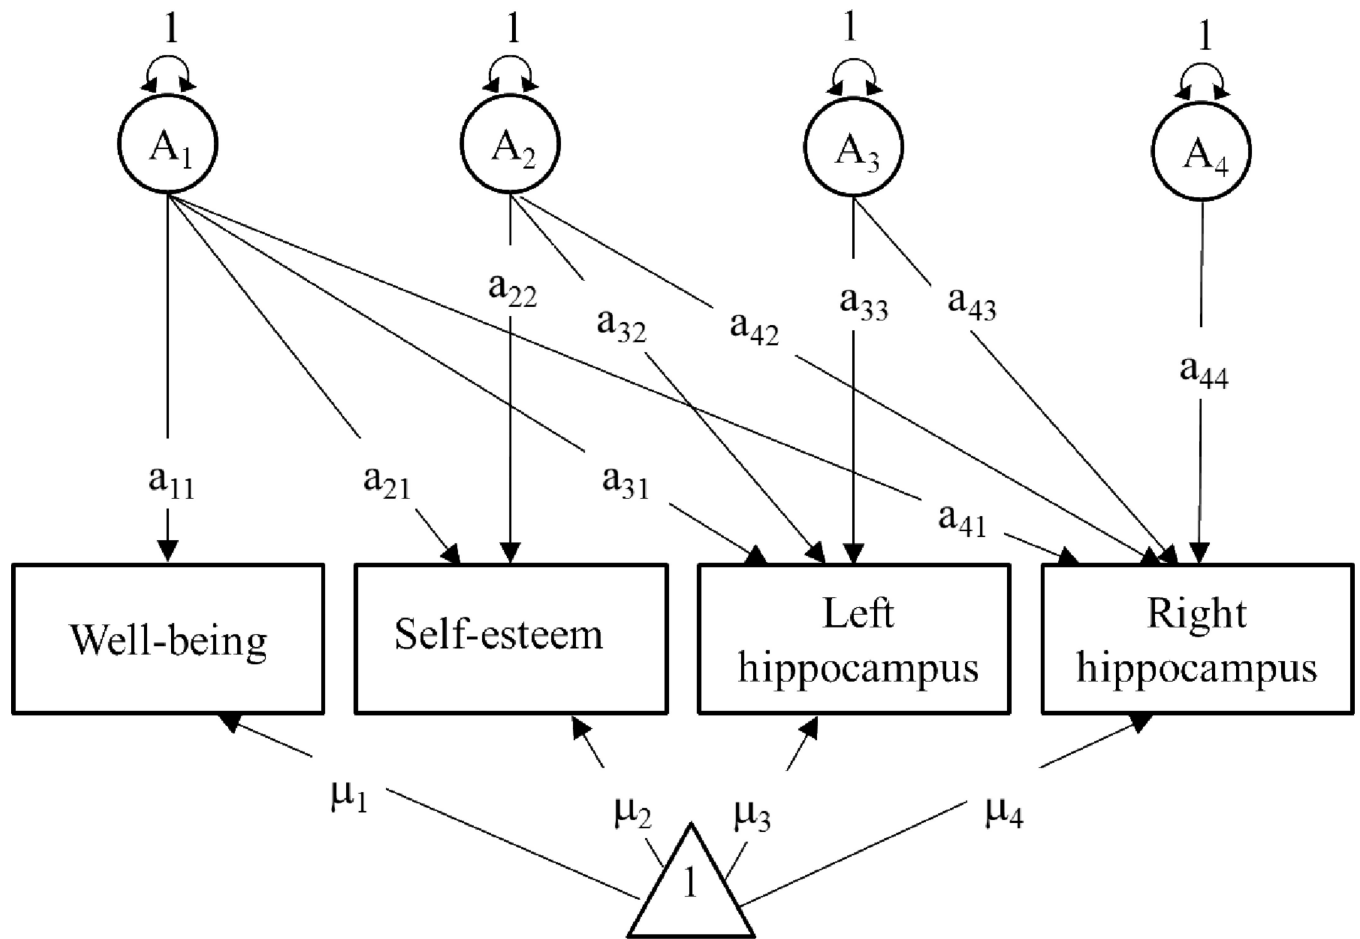 1 1 1 1
A₁ A₂ A₃ A₄
a₂₂ a₃₂ a₄₂ a₃₃ a₄₃ a₄₄
a₁₁ a₂₁ a₃₁ a₄₁
Well-being
Self-esteem
Left
hippocampus
Right
hippocampus
μ₁ μ₂ μ₃ μ₄
1